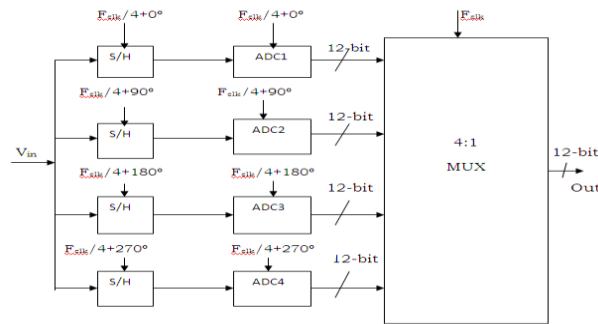 Fclk/4+0° Fclk/4+0° Fclk
S/H ADC1 12-bit
Fclk/4+90° Fclk/4+90°
S/H ADC2 12-bit
4:1
MUX
Vin 12-bit
Out
Fclk/4+180° Fclk/4+180°
S/H ADC3 12-bit
Fclk/4+270° Fclk/4+270°
S/H ADC4 12-bit